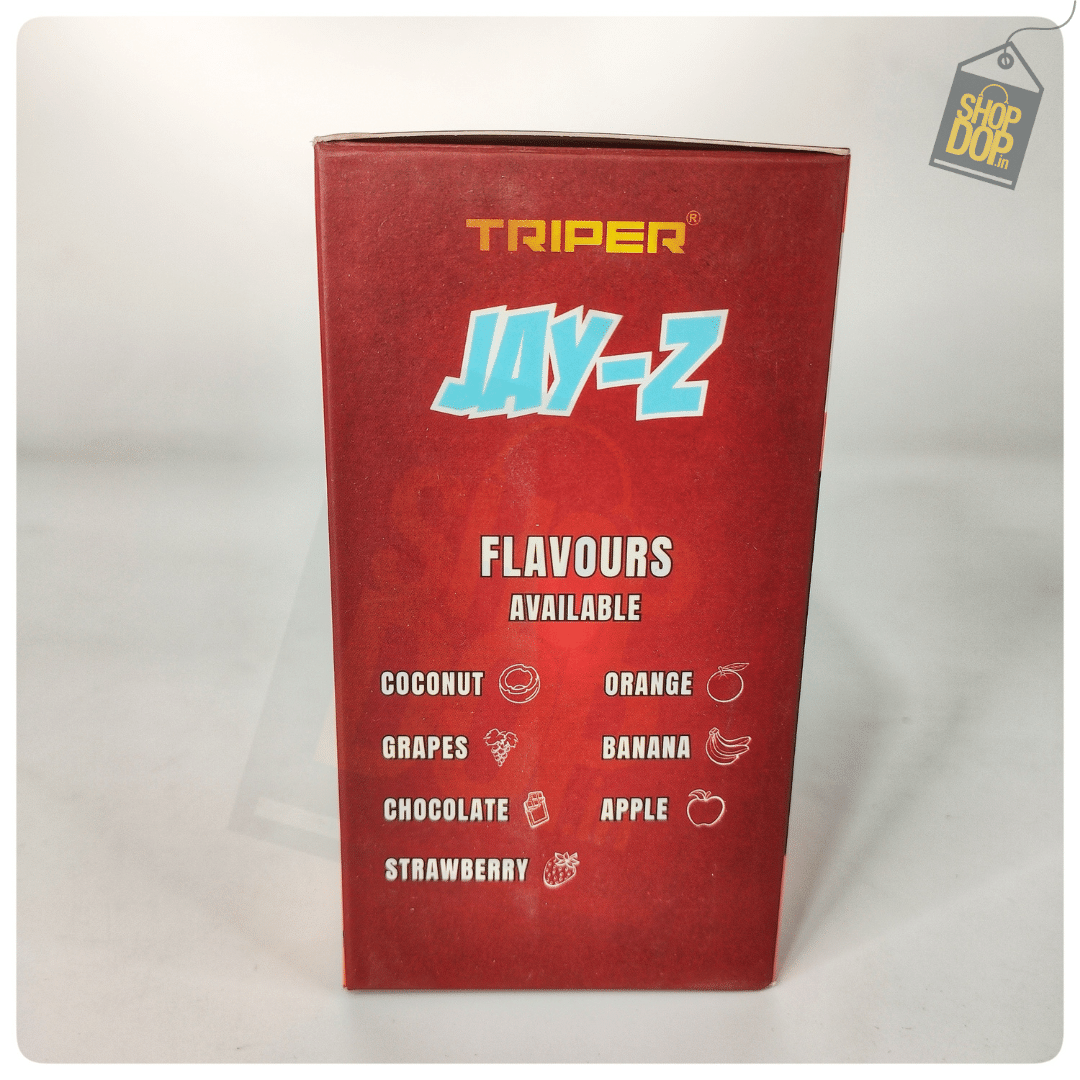 SHOP
DOP.in
TRIPER®
JAY-Z
FLAVOURS
AVAILABLE
COCONUT
ORANGE
GRAPES
BANANA
CHOCOLATE
APPLE
STRAWBERRY